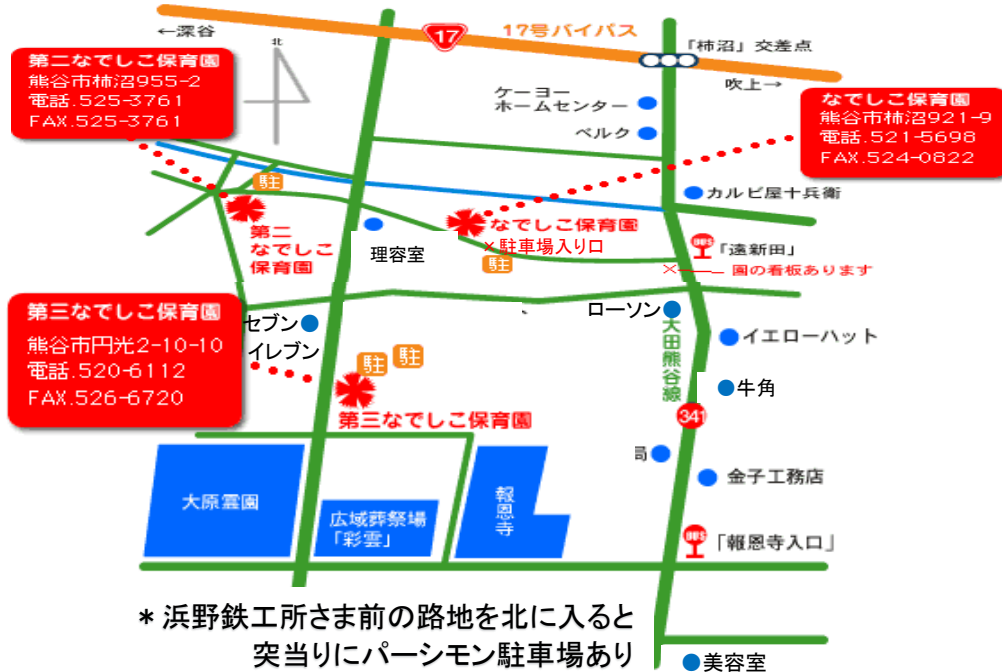 ←深谷
17
17号バイパス
「柿沼」交差点
吹上→
北
第二なでしこ保育園
熊谷市柿沼955-2
電話.525-3761
FAX.525-3761
ケーヨー
ホームセンター
ベルク
なでしこ保育園
熊谷市柿沼921-9
電話.521-5698
FAX.524-0822
駐
カルビ屋十兵衛
第二
なでしこ
保育園
理容室
なでしこ保育園
×駐車場入り口
駐
BUS
「遠新田」
×
園の看板あります
第三なでしこ保育園
熊谷市円光2-10-10
電話.520-6112
FAX.526-6720
セブン
イレブン
ローソン
大田熊谷線
イエローハット
駐
駐
牛角
第三なでしこ保育園
341
局
金子工務店
大原霊園
広域葬祭場
「彩雲」
報恩寺
BUS
「報恩寺入口」
*浜野鉄工所さま前の路地を北に入ると
突当りにパーシモン駐車場あり
美容室